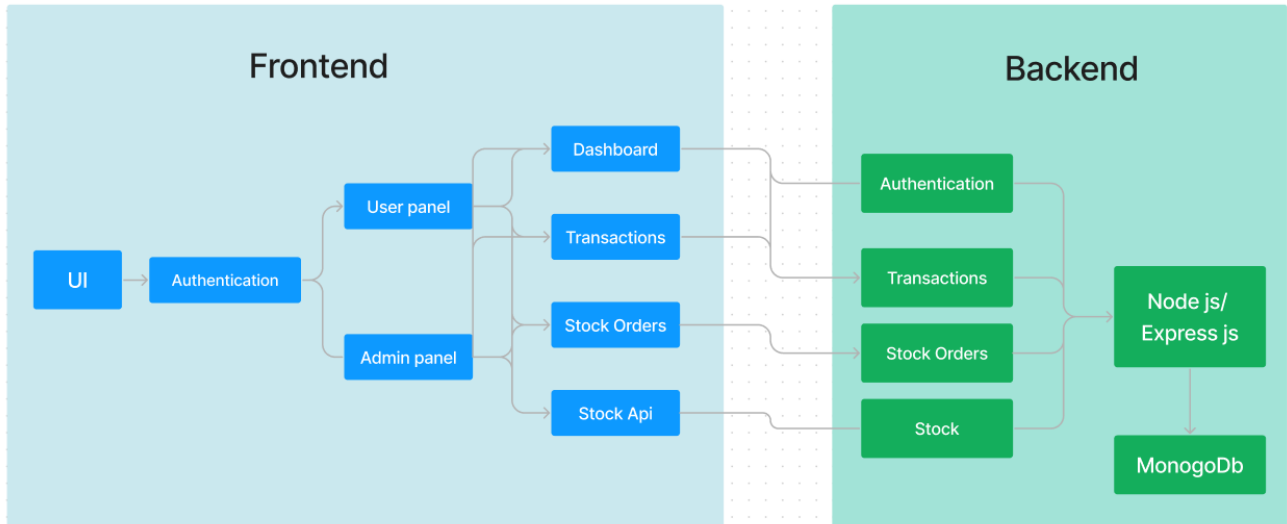 Frontend
UI
Authentication
User panel
Admin panel
Dashboard
Transactions
Stock Orders
Stock Api
Backend
Authentication
Transactions
Stock Orders
Stock
Node js/
Express js
MonogoDb